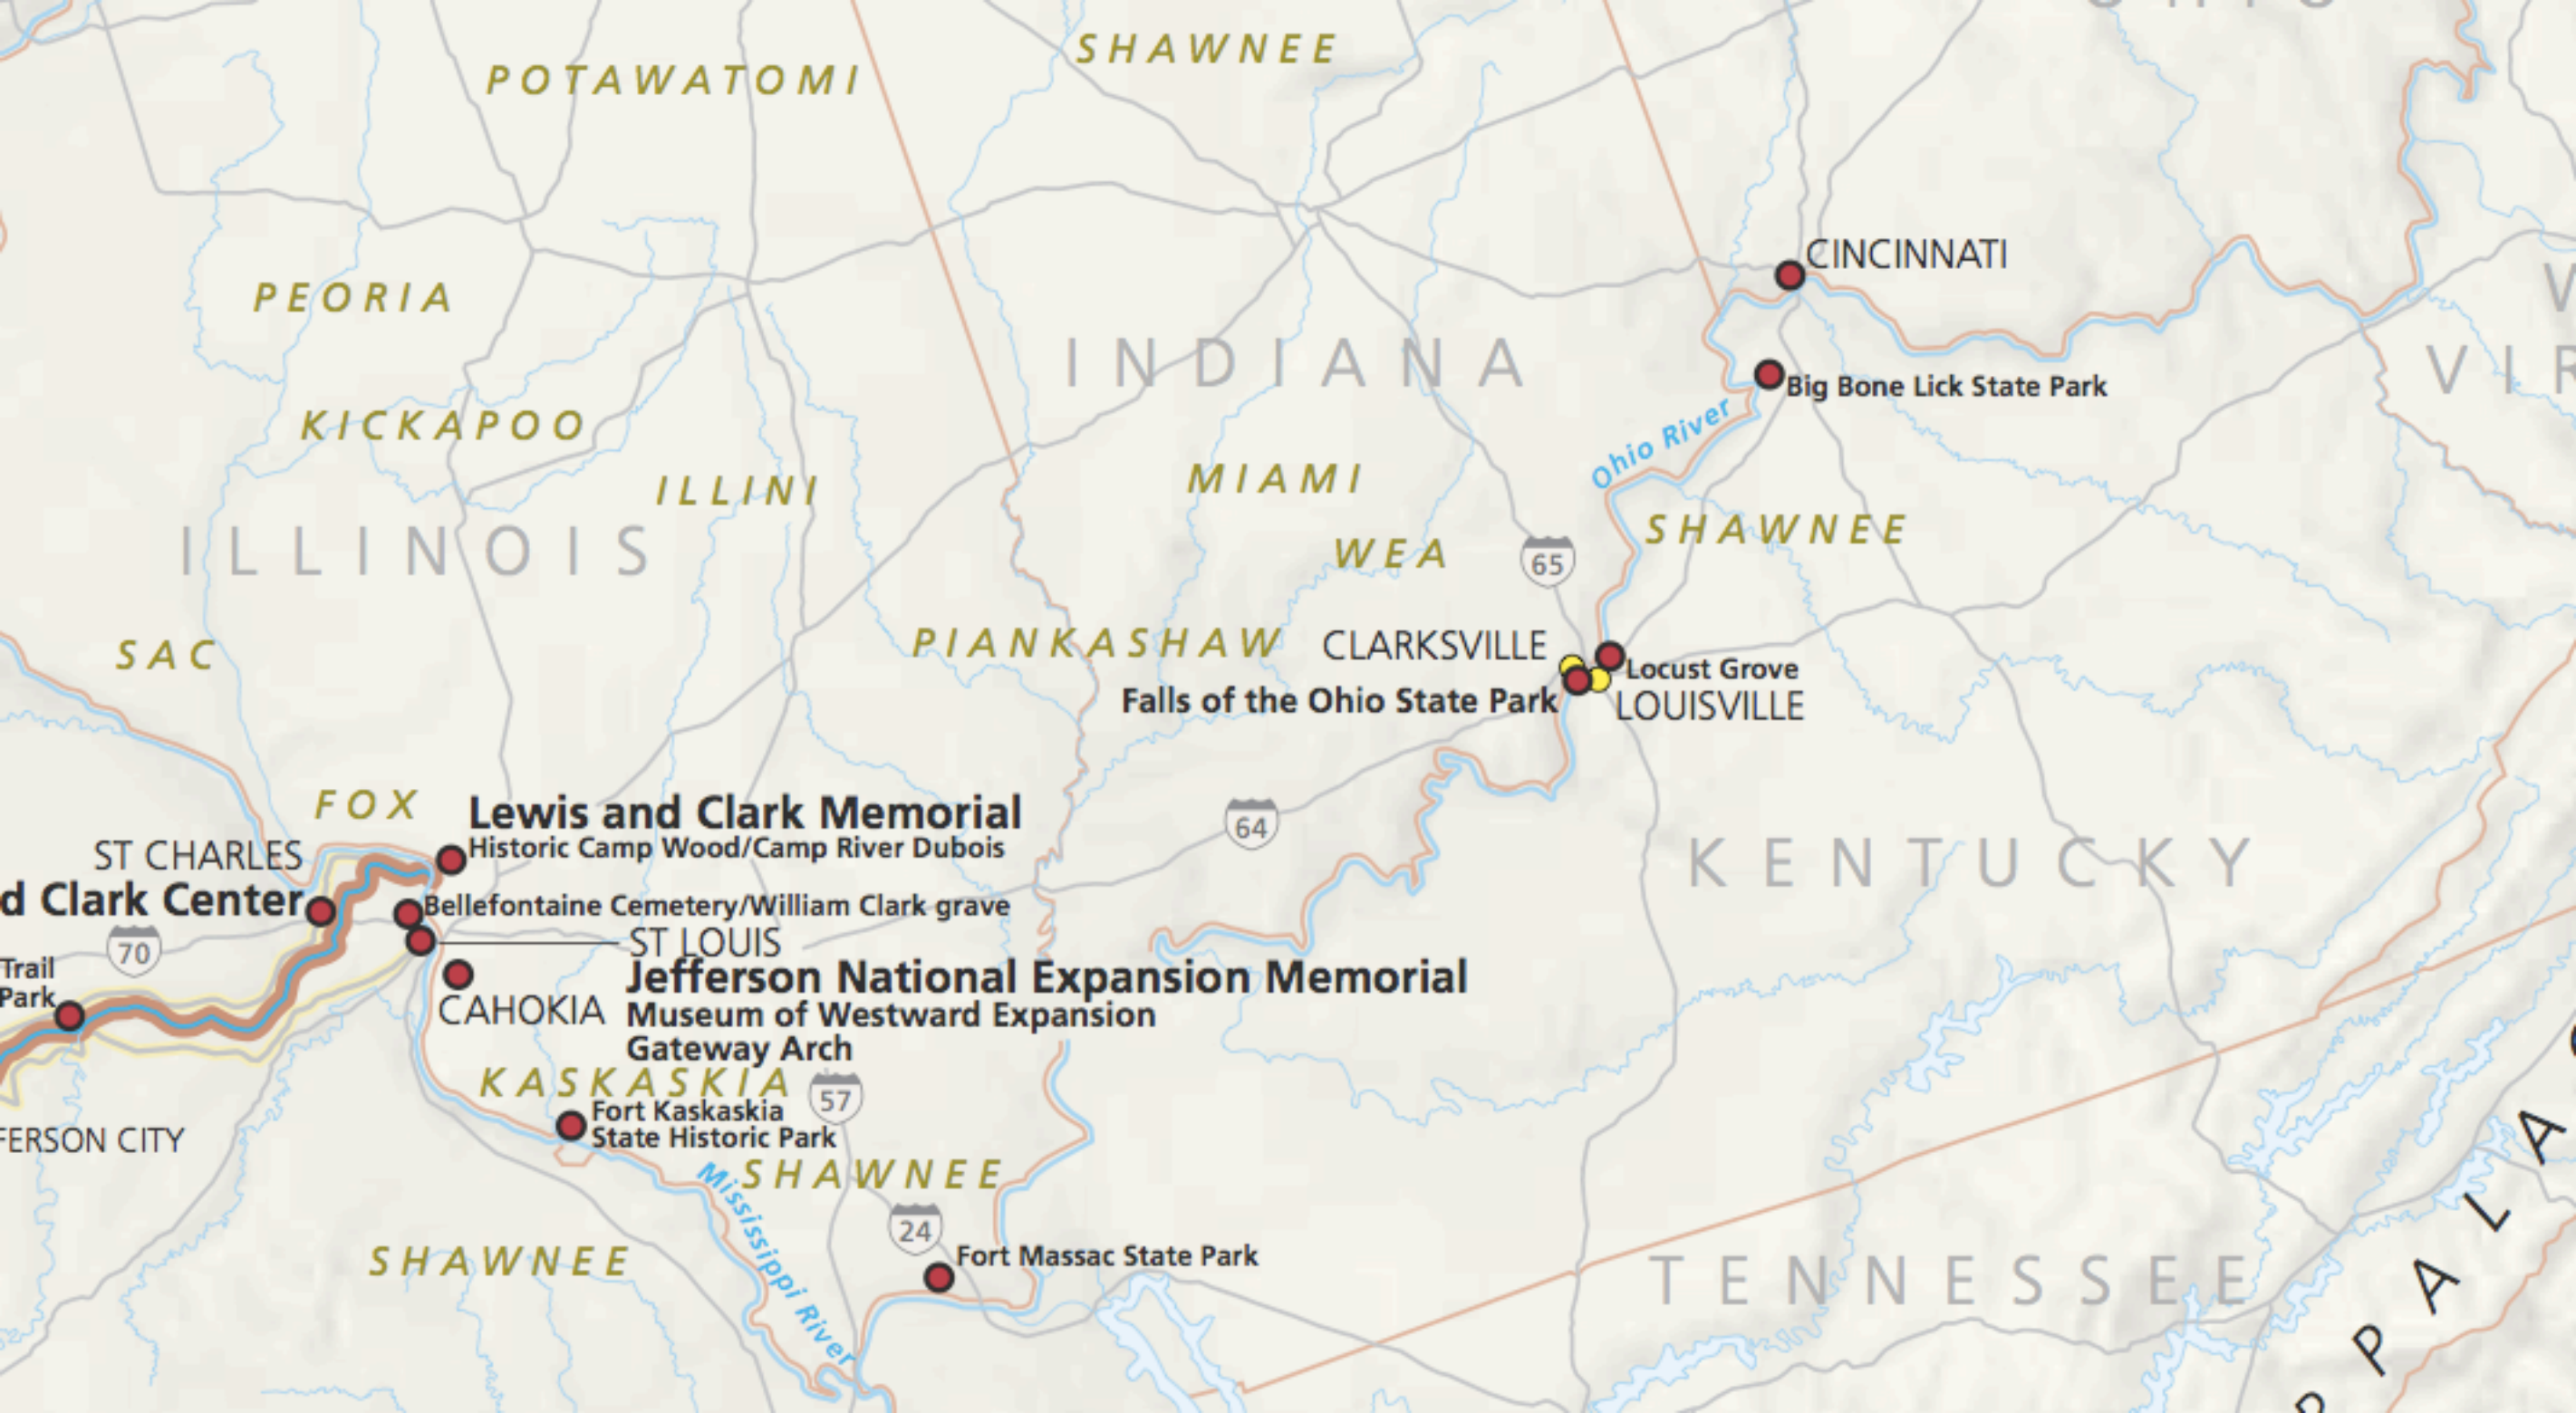 SHAWNEE
POTAWATOMI
CINCINNATI
PEORIA
INDIANA
Big Bone Lick State Park
Ohio River
KICKAPOO
MIAMI
ILLINI
SHAWNEE
ILLINOIS
WEA
65
SAC
PIANKASHAW
CLARKSVILLE
Locust Grove
Falls of the Ohio State Park
LOUISVILLE
FOX
Lewis and Clark Memorial
Historic Camp Wood/Camp River Dubois
64
ST CHARLES
KENTUCKY
d Clark Center
Bellefontaine Cemetery/William Clark grave
70
ST LOUIS
Trail
Park
Jefferson National Expansion Memorial
CAHOKIA
Museum of Westward Expansion
Gateway Arch
KASKASKIA
57
Fort Kaskaskia
State Historic Park
FERSON CITY
SHAWNEE
Mississippi River
24
SHAWNEE
Fort Massac State Park
TENNESSEE
VIR
PPALA